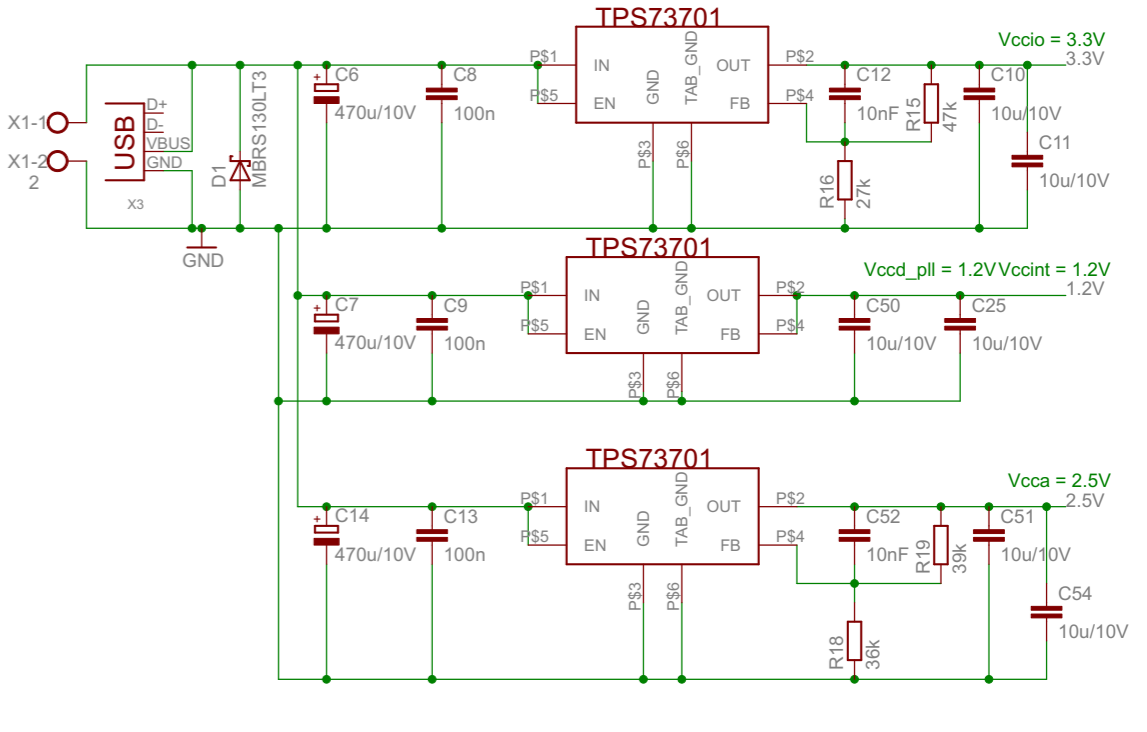 TPS73701
Vccio = 3.3V
3.3V
P$1
IN
OUT
P$2
P$5
EN
FB
P$4
GND
TAB_GND
P$3
P$6
C6
+
470u/10V
C8
100n
C12
10nF
R15
47k
C10
10u/10V
C11
10u/10V
R16
27k
X1-1
X1-2
2
USB
D+
D-
VBUS
GND
X3
D1
MBRS130LT3
GND
TPS73701
Vccd_pll = 1.2V
Vccint = 1.2V
1.2V
P$1
IN
OUT
P$2
P$5
EN
FB
P$4
GND
TAB_GND
P$3
P$6
C7
+
470u/10V
C9
100n
C50
10u/10V
C25
10u/10V
TPS73701
Vcca = 2.5V
2.5V
P$1
IN
OUT
P$2
P$5
EN
FB
P$4
GND
TAB_GND
P$3
P$6
C14
+
470u/10V
C13
100n
C52
10nF
R19
39k
C51
10u/10V
C54
10u/10V
R18
36k